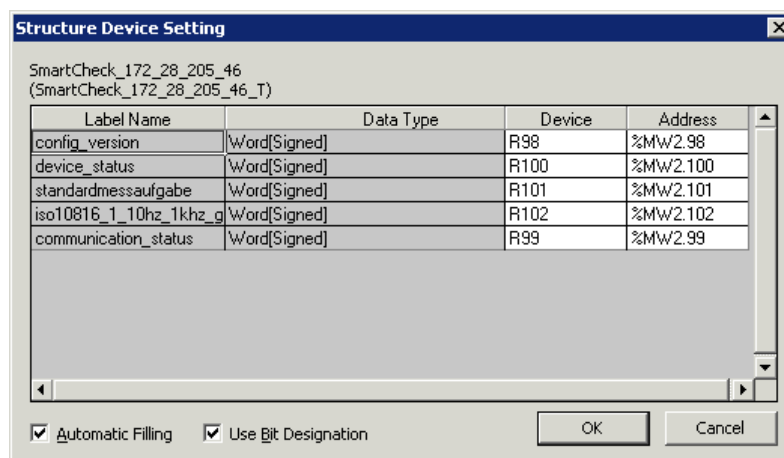 Structure Device Setting
SmartCheck_172_28_205_46
(SmartCheck_172_28_205_46_T)
Label Name Data Type Device Address
config_version Word[Signed] R98 %MW2.98
device_status Word[Signed] R100 %MW2.100
standardmessaufgabe Word[Signed] R101 %MW2.101
iso10816_1_10hz_1khz_g Word[Signed] R102 %MW2.102
communication_status Word[Signed] R99 %MW2.99
Automatic Filling Use Bit Designation OK Cancel